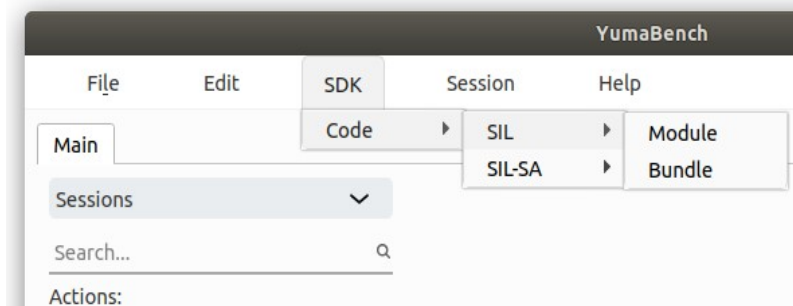 YumaBench
File Edit SDK Session Help
Code SIL Module
Main
SIL-SA Bundle
Sessions
Search...
Actions: